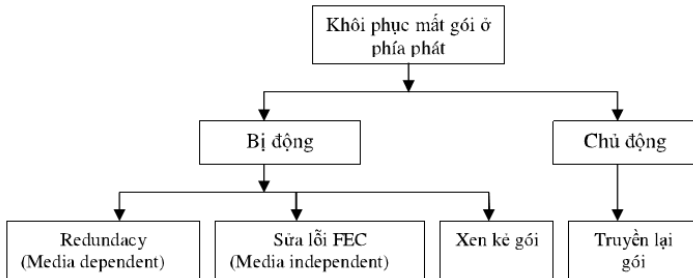 Khôi phục mất gói ở
phía phát
Bị động
Chủ động
Redundacy
(Media dependent)
Sửa lỗi FEC
(Media independent)
Xen kẻ gói
Truyền lại
gói